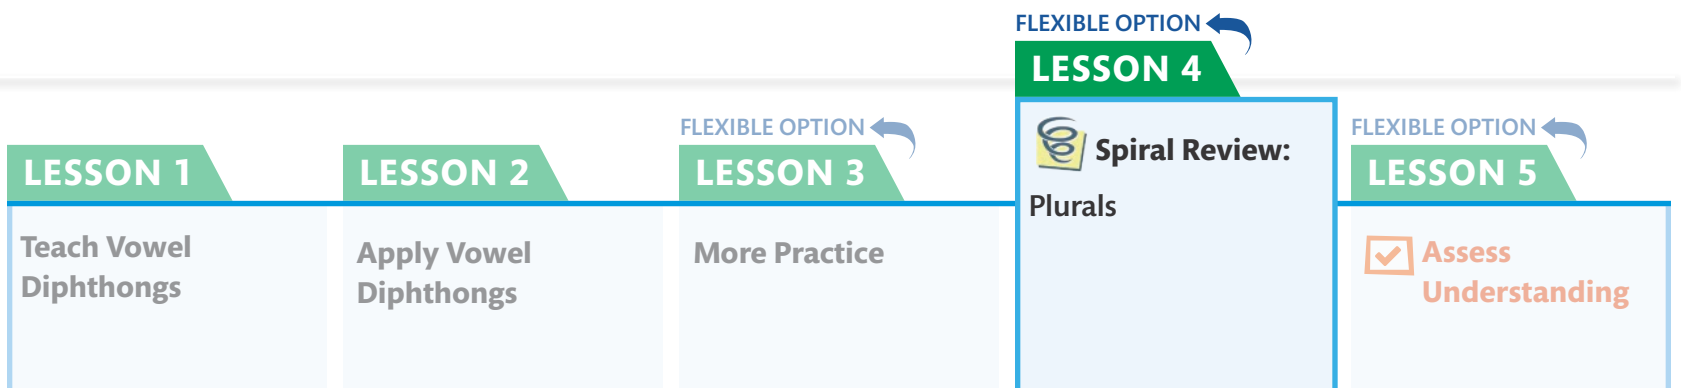 LESSON 1
Teach Vowel
Diphthongs
LESSON 2
Apply Vowel
Diphthongs
FLEXIBLE OPTION
LESSON 3
More Practice
FLEXIBLE OPTION
LESSON 4
Spiral Review:
Plurals
FLEXIBLE OPTION
LESSON 5
Assess
Understanding